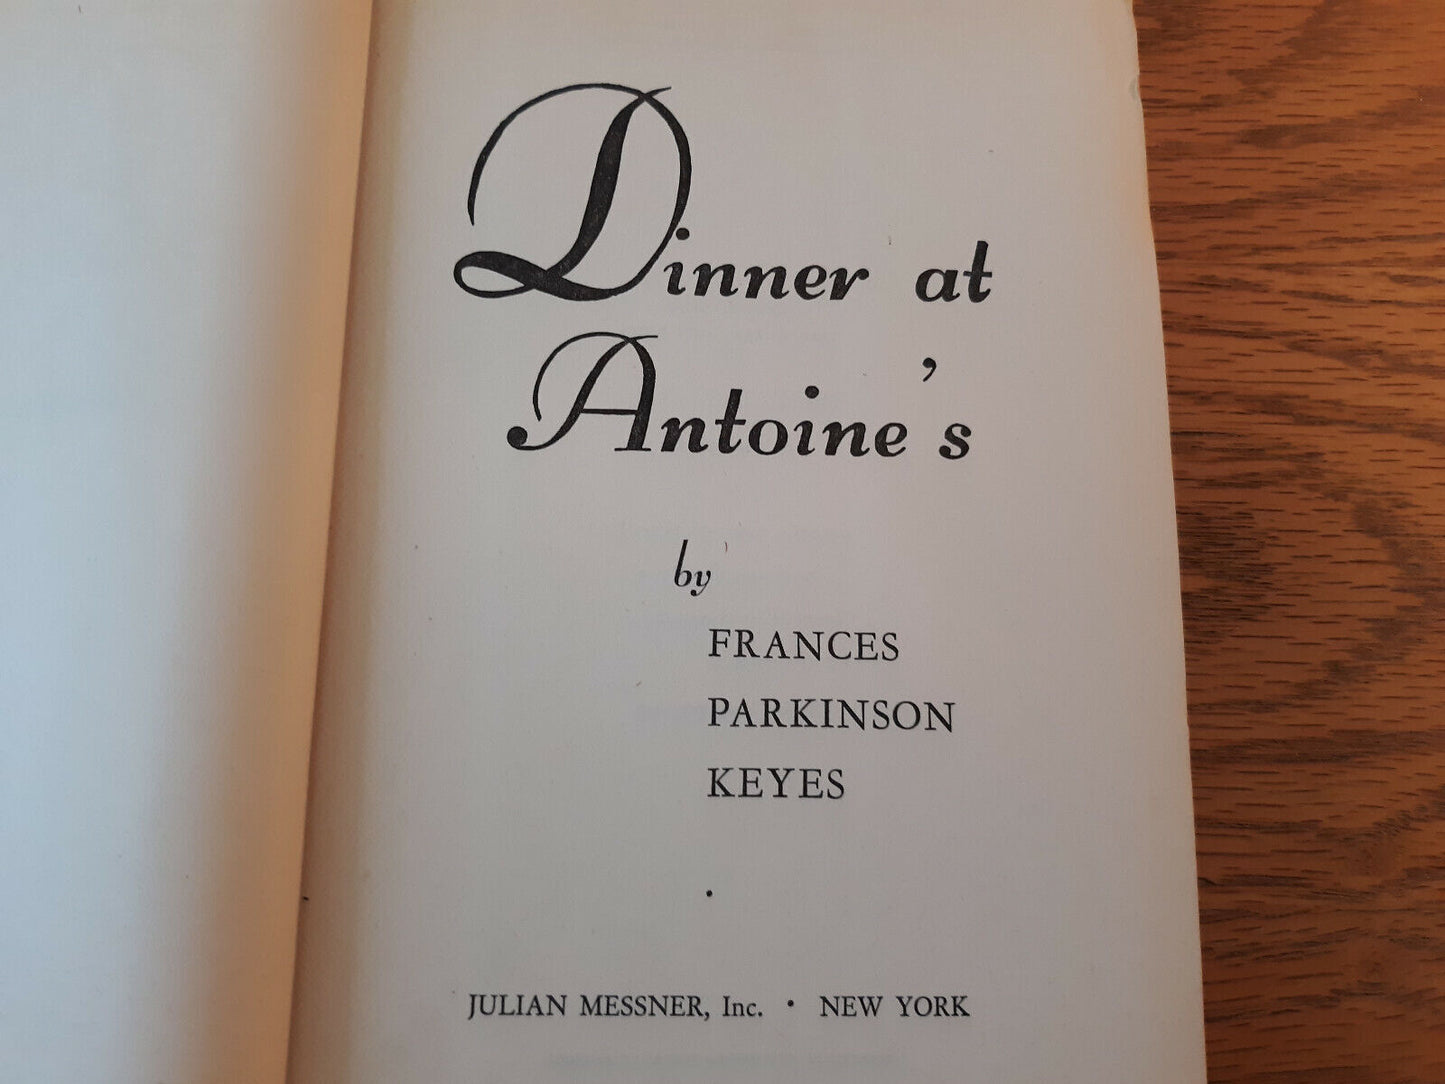 Dinner at
Antoine's
by
FRANCES
PARKINSON
KEYES
JULIAN MESSNER, Inc. • NEW YORK